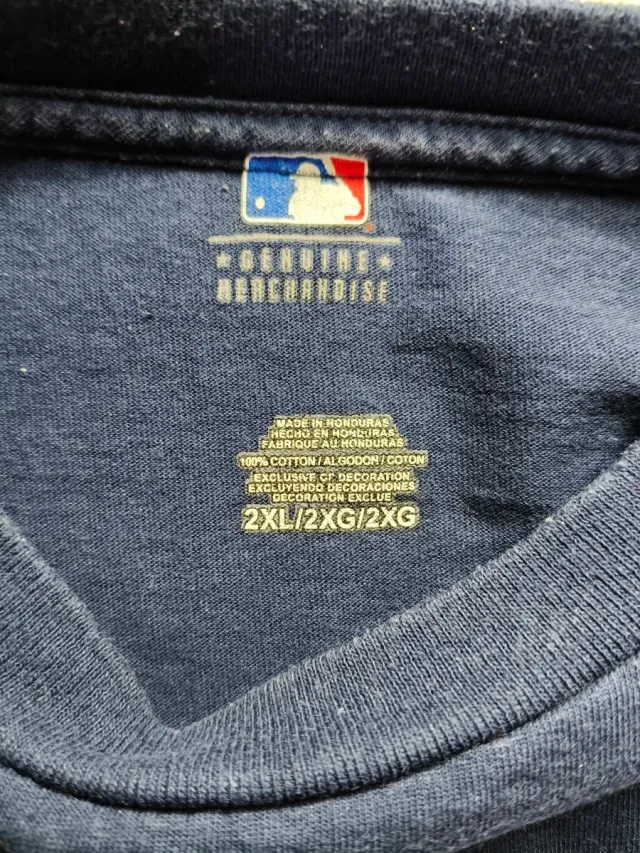 ★ GENUINE ★
MERCHANDISE
MADE IN HONDURAS
HECHO EN HONDURAS
FABRIQUE AU HONDURAS
100% COTTON / ALGODON / COTON
EXCLUSIVE OF DECORATION
EXCLUYENDO DECORACIONES
DECORATION EXCLUE
2XL/2XG/2XG